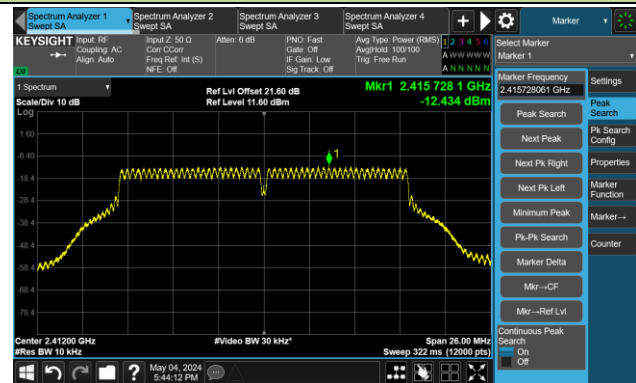 Spectrum Analyzer 1
Swept SA
Spectrum Analyzer 2
Swept SA
Spectrum Analyzer 3
Swept SA
Spectrum Analyzer 4
Swept SA
Marker
KEYSIGHT
Input: RF
Coupling: AC
Align: Auto
Input Z: 50 Ω
Corr CCorr
Freq Ref: Int (S)
NFE: Off
Atten: 6 dB
PNO: Fast
Gate: Off
IF Gain: Low
Sig Track: Off
Avg Type: Power (RMS)
Avg|Hold: 100/100
Trig: Free Run
1 2 3 4 5 6
A W W W W W
A N N N N N
Select Marker
Marker 1
1 Spectrum
Scale/Div 10 dB
Log
Ref Lvl Offset 21.60 dB
Ref Level 11.60 dBm
Mkr1 2.415 728 1 GHz
-12.434 dBm
1
1.60
-8.40
-18.4
-28.4
-38.4
-48.4
-58.4
-68.4
-78.4
Center 2.41200 GHz
#Res BW 10 kHz
#Video BW 30 kHz*
Span 26.00 MHz
Sweep 322 ms (12000 pts)
Marker Frequency
2.415728061 GHz
Peak Search
Next Peak
Next Pk Right
Next Pk Left
Minimum Peak
Pk-Pk Search
Marker Delta
Mkr→CF
Mkr→Ref Lvl
Continuous Peak
Search
On
Off
Settings
Peak
Search
Pk Search
Config
Properties
Marker
Function
Marker→
Counter
May 04, 2024
5:44:12 PM